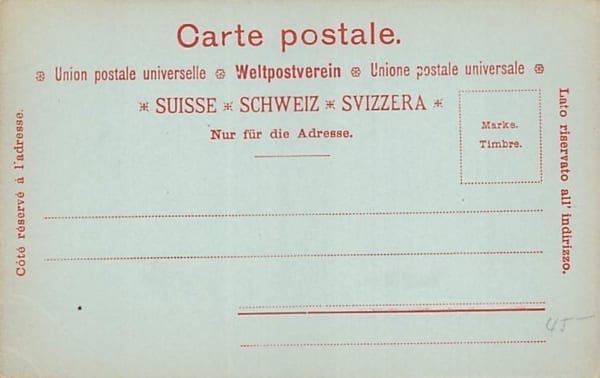 Carte postale.
Union postale universelle Weltpostverein Unione postale universale
SUISSE * SCHWEIZ * SVIZZERA *
Nur für die Adresse.
Marke.
Timbre.
Côté réservé à l'adresse.
Lato riservato all' indirizzo.
45-